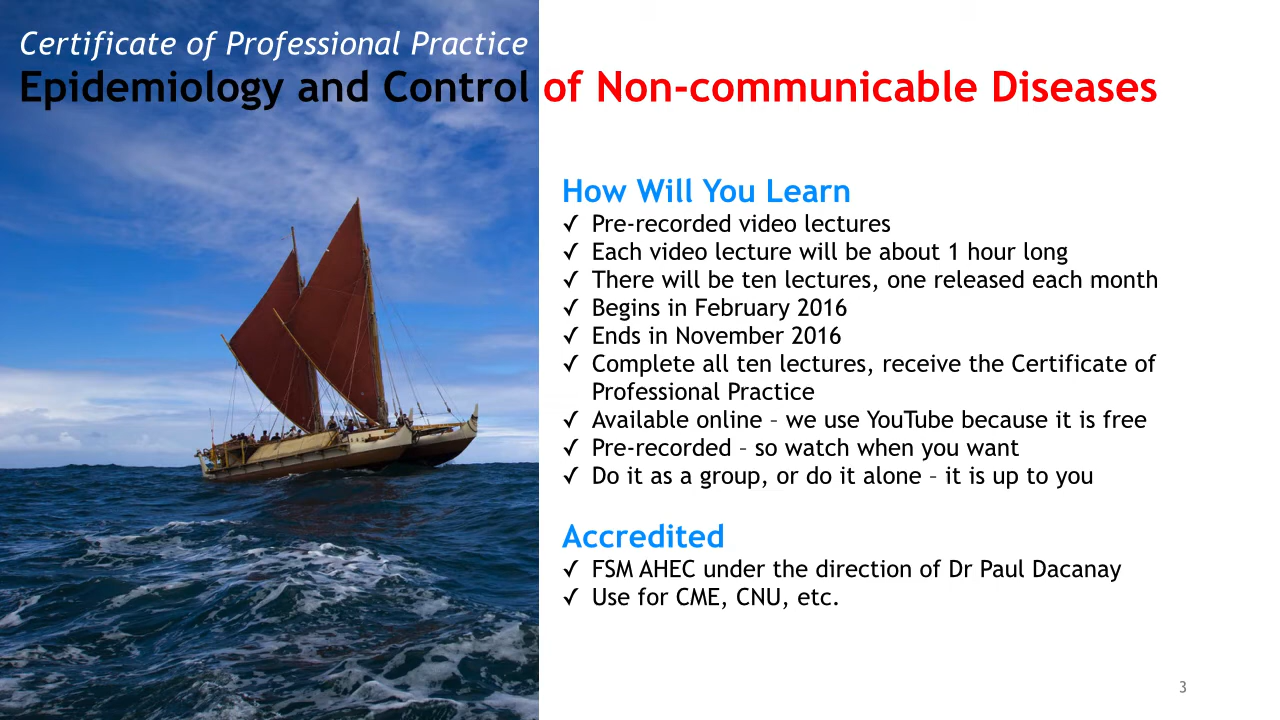 Certificate of Professional Practice
Epidemiology and Control of Non-communicable Diseases
How Will You Learn
✓ Pre-recorded video lectures
✓ Each video lecture will be about 1 hour long
✓ There will be ten lectures, one released each month
✓ Begins in February 2016
✓ Ends in November 2016
✓ Complete all ten lectures, receive the Certificate of
Professional Practice
✓ Available online – we use YouTube because it is free
✓ Pre-recorded – so watch when you want
✓ Do it as a group, or do it alone – it is up to you
Accredited
✓ FSM AHEC under the direction of Dr Paul Dacanay
✓ Use for CME, CNU, etc.
3